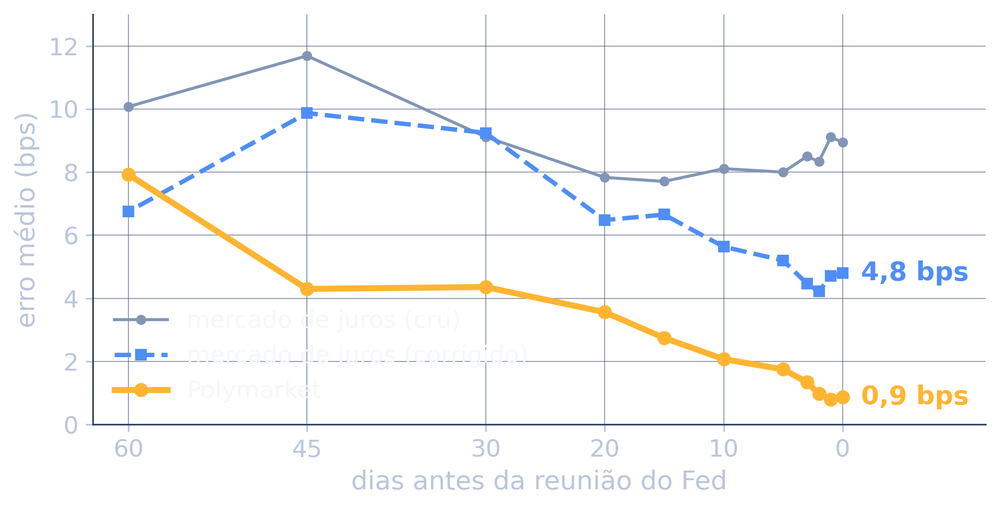 12
10
8
6
4
2
0
erro médio (bps)
4,8 bps
0,9 bps
mercado de juros (cru)
mercado de juros (corrigido)
Polymarket
60 45 30 20 10 0
dias antes da reunião do Fed